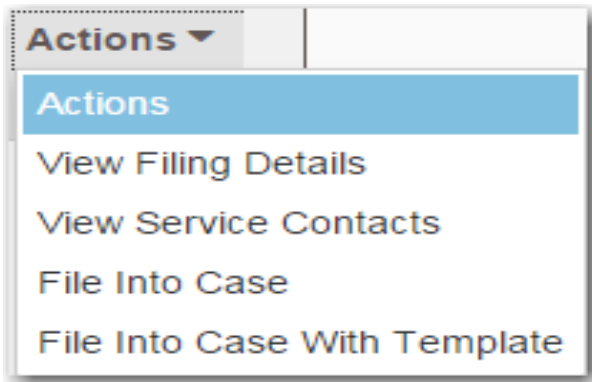 Actions
Actions
View Filing Details
View Service Contacts
File Into Case
File Into Case With Template